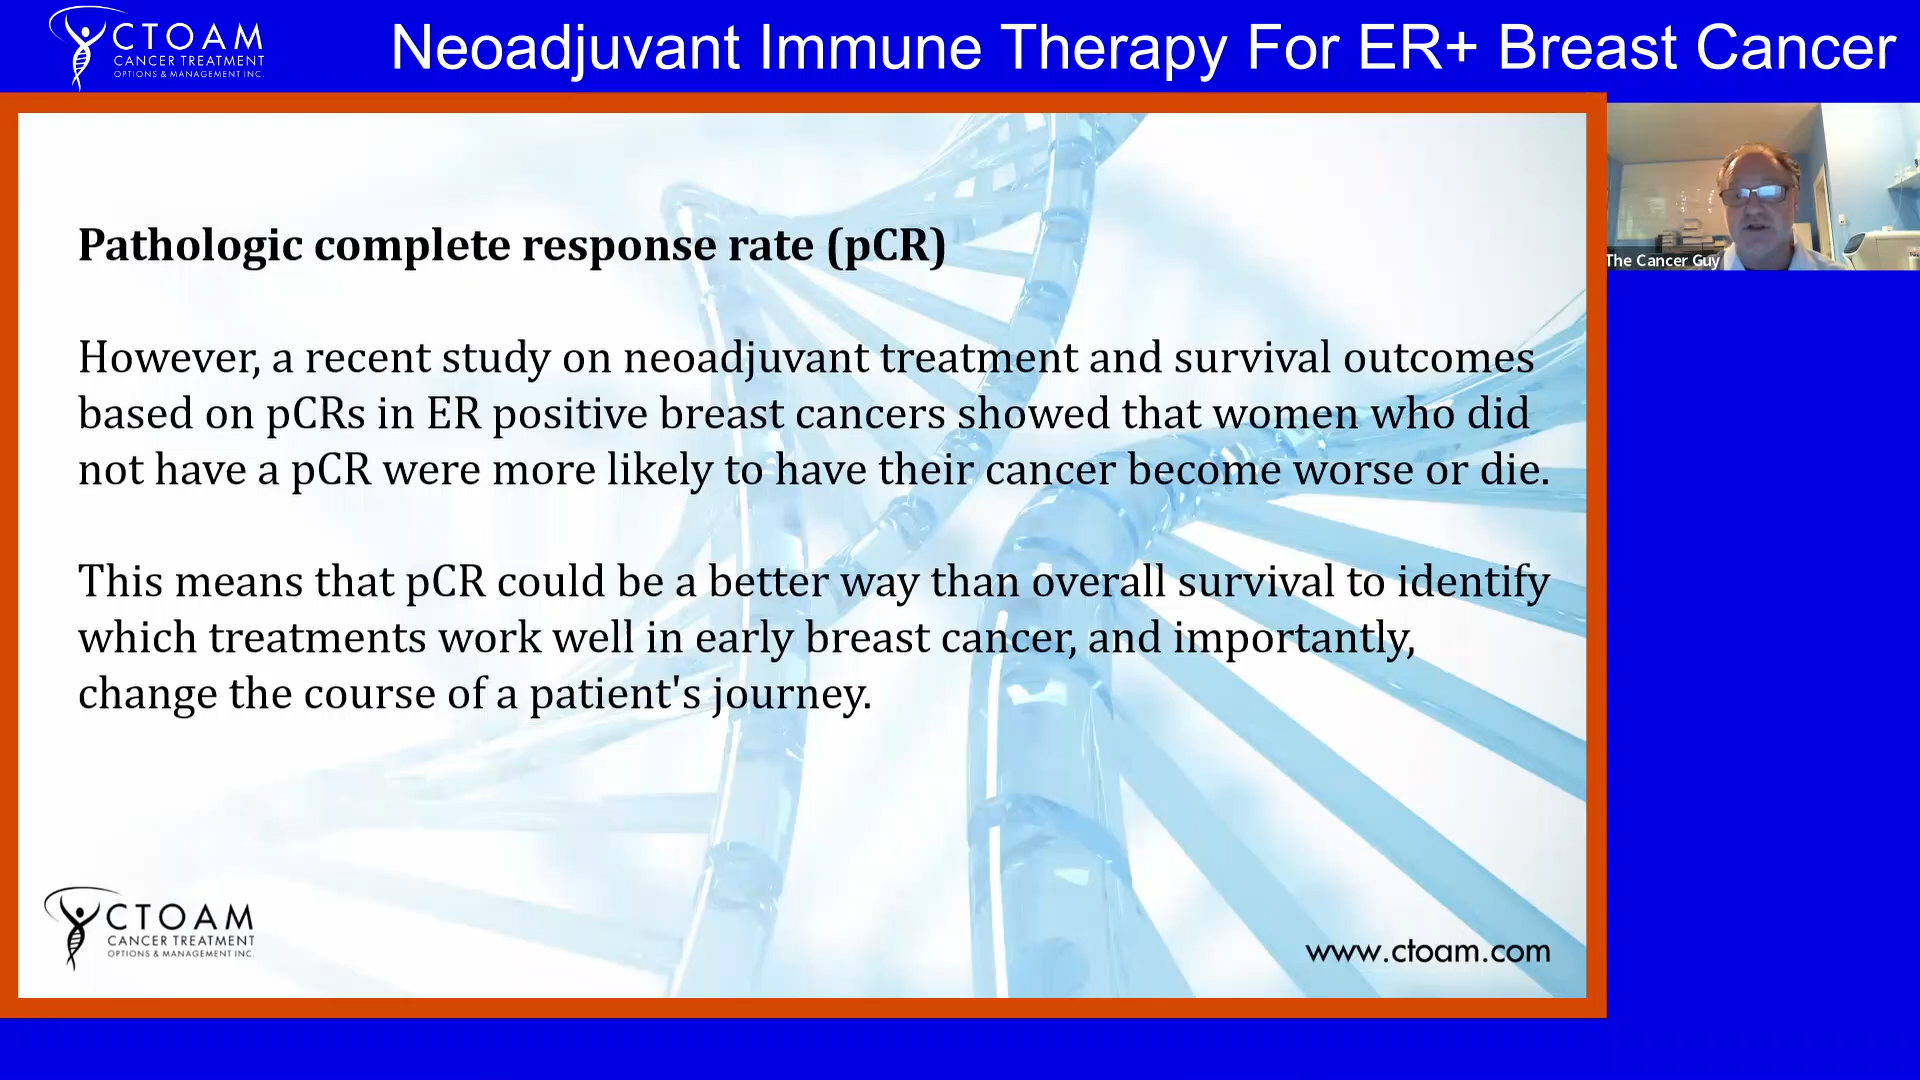 CTOAM
CANCER TREATMENT
OPTIONS & MANAGEMENT INC.
Neoadjuvant Immune Therapy For ER+ Breast Cancer
The Cancer Guy
Pathologic complete response rate (pCR)
However, a recent study on neoadjuvant treatment and survival outcomes
based on pCRs in ER positive breast cancers showed that women who did
not have a pCR were more likely to have their cancer become worse or die.
This means that pCR could be a better way than overall survival to identify
which treatments work well in early breast cancer, and importantly,
change the course of a patient's journey.
CTOAM
CANCER TREATMENT
OPTIONS & MANAGEMENT INC.
www.ctoam.com